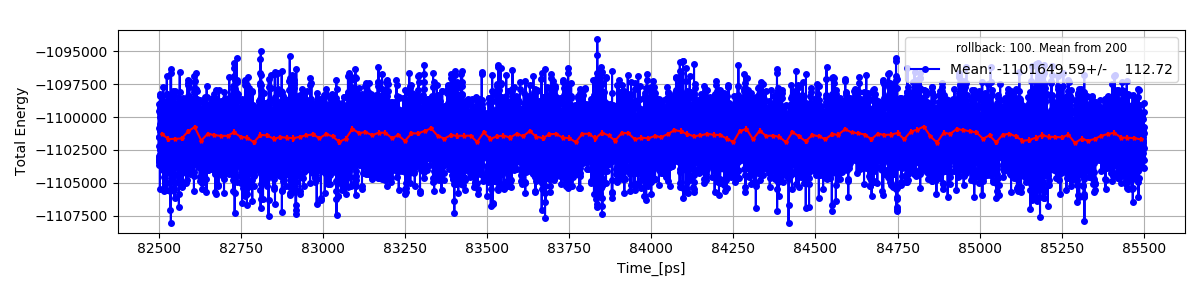 Total Energy
−1095000
−1097500
−1100000
−1102500
−1105000
−1107500
rollback: 100. Mean from 200
Mean: -1101649.59+/- 112.72
82500 82750 83000 83250 83500 83750 84000 84250 84500 84750 85000 85250 85500
Time_[ps]